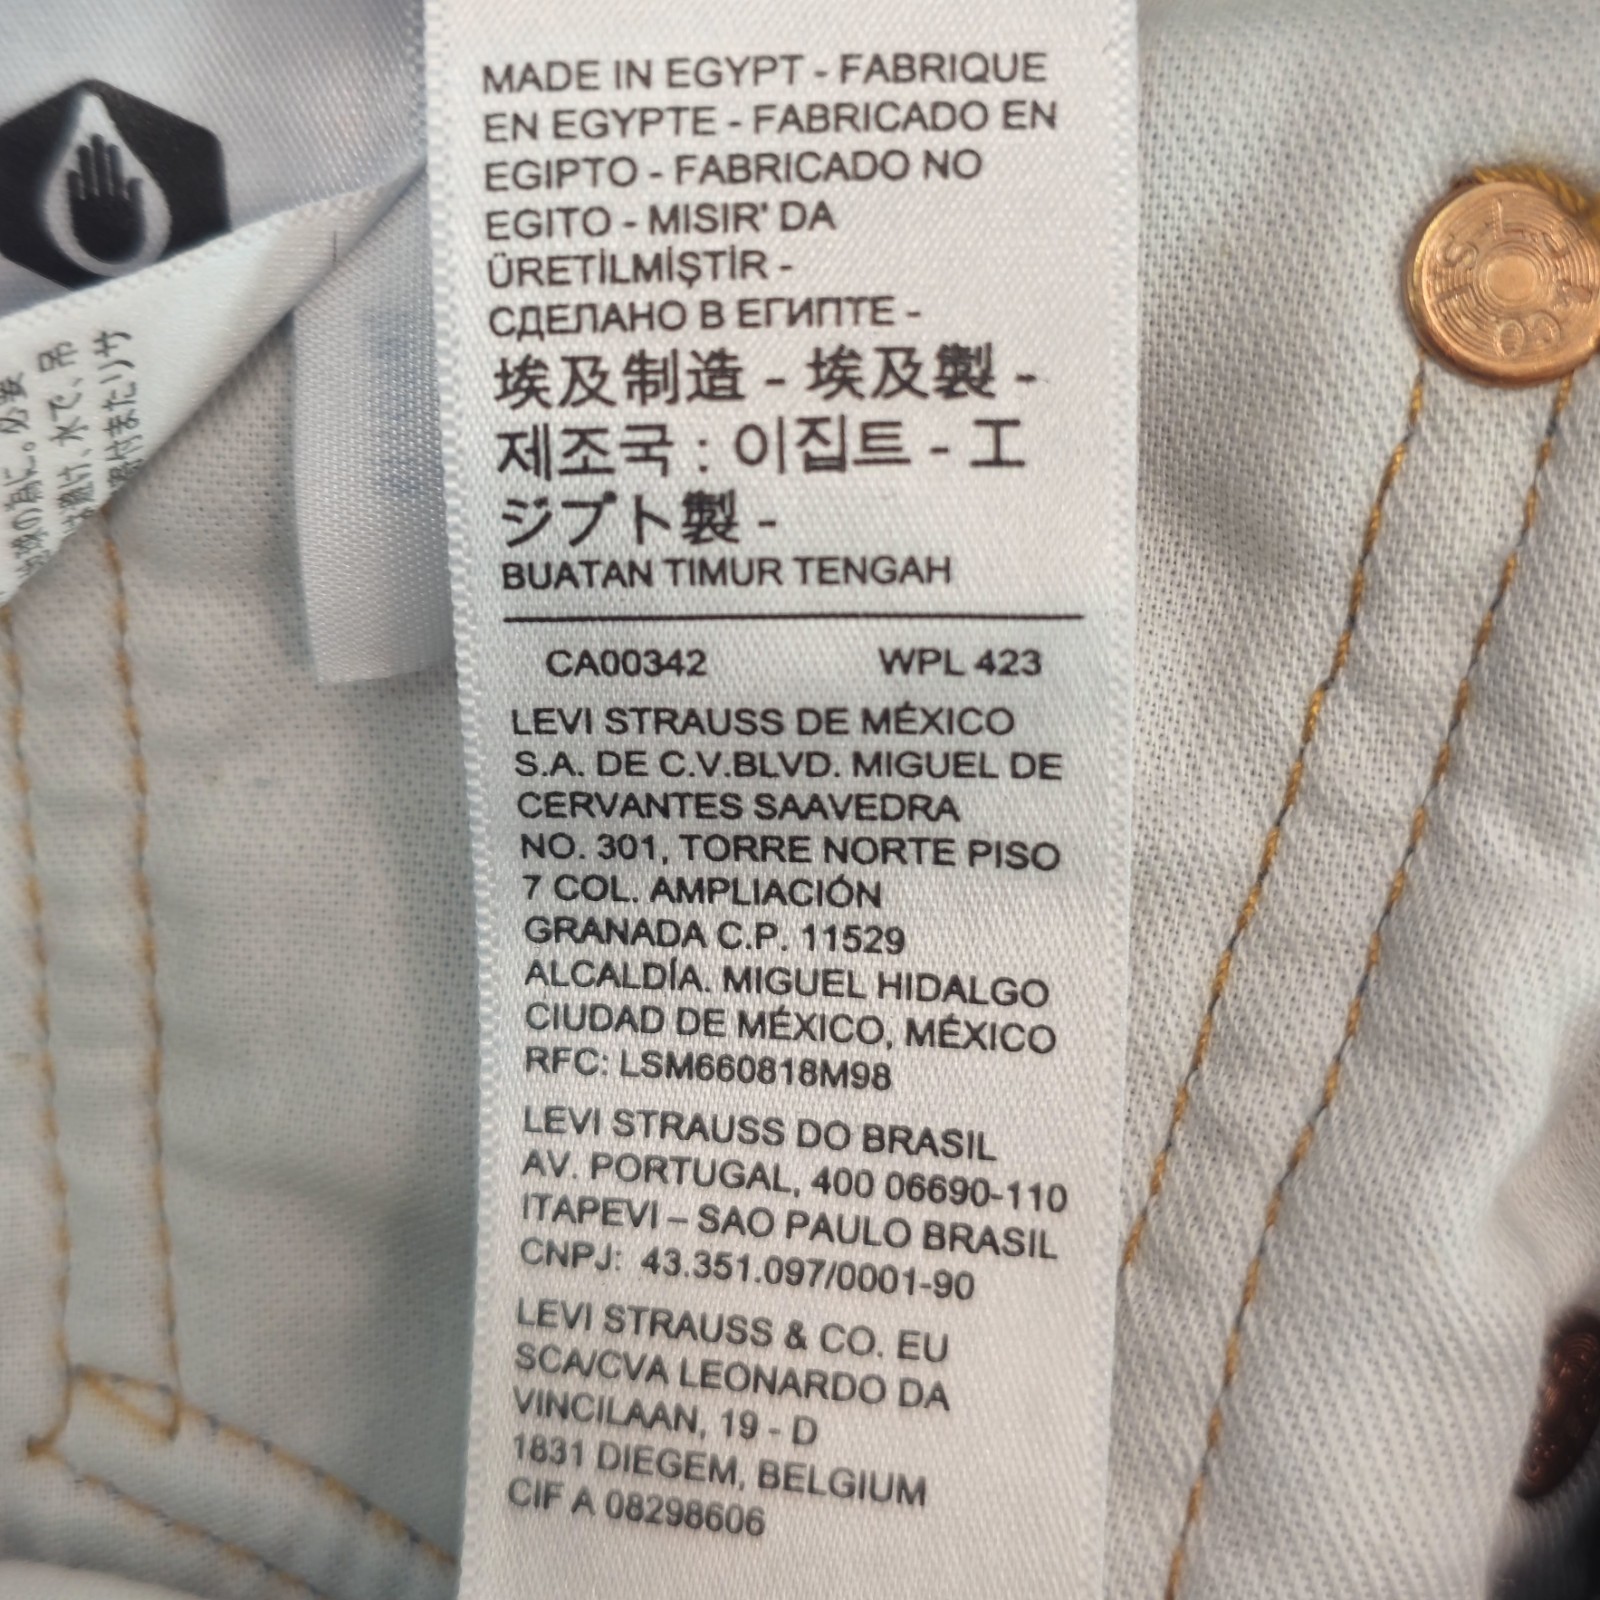 MADE IN EGYPT - FABRIQUE
EN EGYPTE - FABRICADO EN
EGIPTO - FABRICADO NO
EGITO - MISIR' DA
ÜRETİLMİŞTİR -
СДЕЛАНО В ЕГИПТЕ -
埃及制造 - 埃及製 -
제조국 : 이집트 - エ
ジプト製 -
BUATAN TIMUR TENGAH
CA00342 WPL 423
LEVI STRAUSS DE MÉXICO
S.A. DE C.V.BLVD. MIGUEL DE
CERVANTES SAAVEDRA
NO. 301, TORRE NORTE PISO
7 COL. AMPLIACIÓN
GRANADA C.P. 11529
ALCALDÍA. MIGUEL HIDALGO
CIUDAD DE MÉXICO, MÉXICO
RFC: LSM660818M98
LEVI STRAUSS DO BRASIL
AV. PORTUGAL, 400 06690-110
ITAPEVI – SAO PAULO BRASIL
CNPJ: 43.351.097/0001-90
LEVI STRAUSS & CO. EU
SCA/CVA LEONARDO DA
VINCILAAN, 19 - D
1831 DIEGEM, BELGIUM
CIF A 08298606